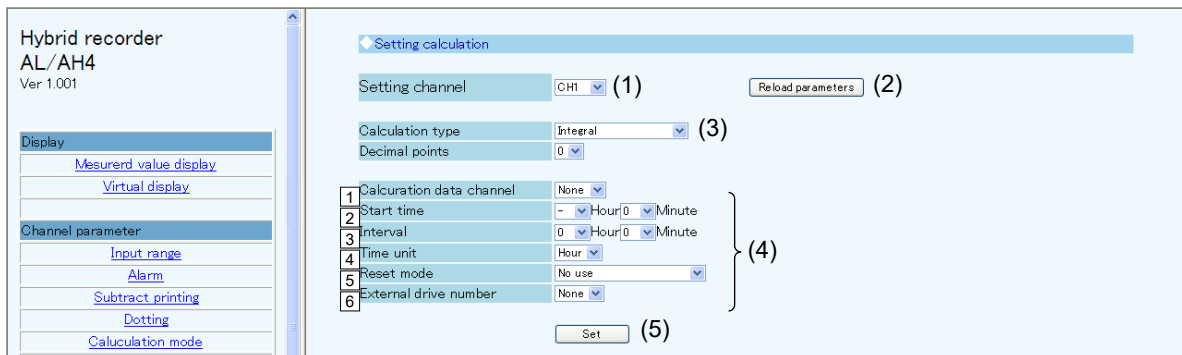 Hybrid recorder
AL/AH4
Ver 1.001
Display
Mesurerd value display
Virtual display
Channel parameter
Input range
Alarm
Subtract printing
Dotting
Caluculation mode
Setting calculation
Setting channel CH1 (1) Reload parameters (2)
Calculation type Integral (3)
Decimal points 0
1 Calcuration data channel None
2 Start time - Hour 0 Minute
3 Interval 0 Hour 0 Minute
4 Time unit Hour
5 Reset mode No use
6 External drive number None
(4)
Set (5)